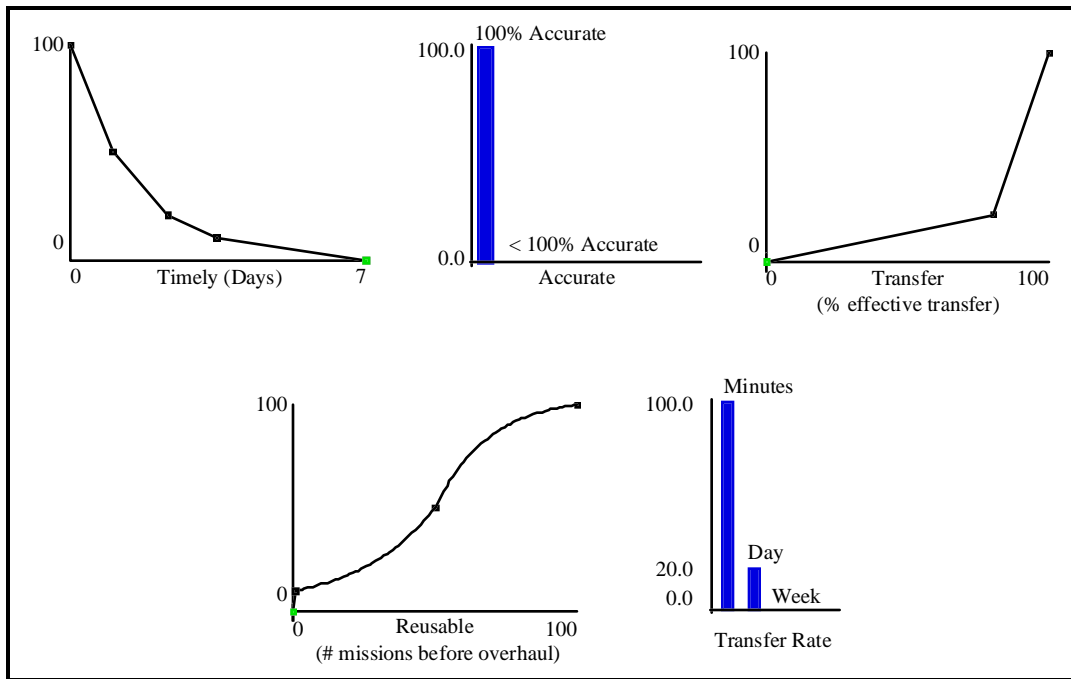 100
0
0
Timely (Days)
7
100% Accurate
100.0
< 100% Accurate
0.0
Accurate
100
0
0
Transfer
100
(% effective transfer)
100
0
0
Reusable
100
(# missions before overhaul)
Minutes
100.0
Day
20.0
0.0
Week
Transfer Rate